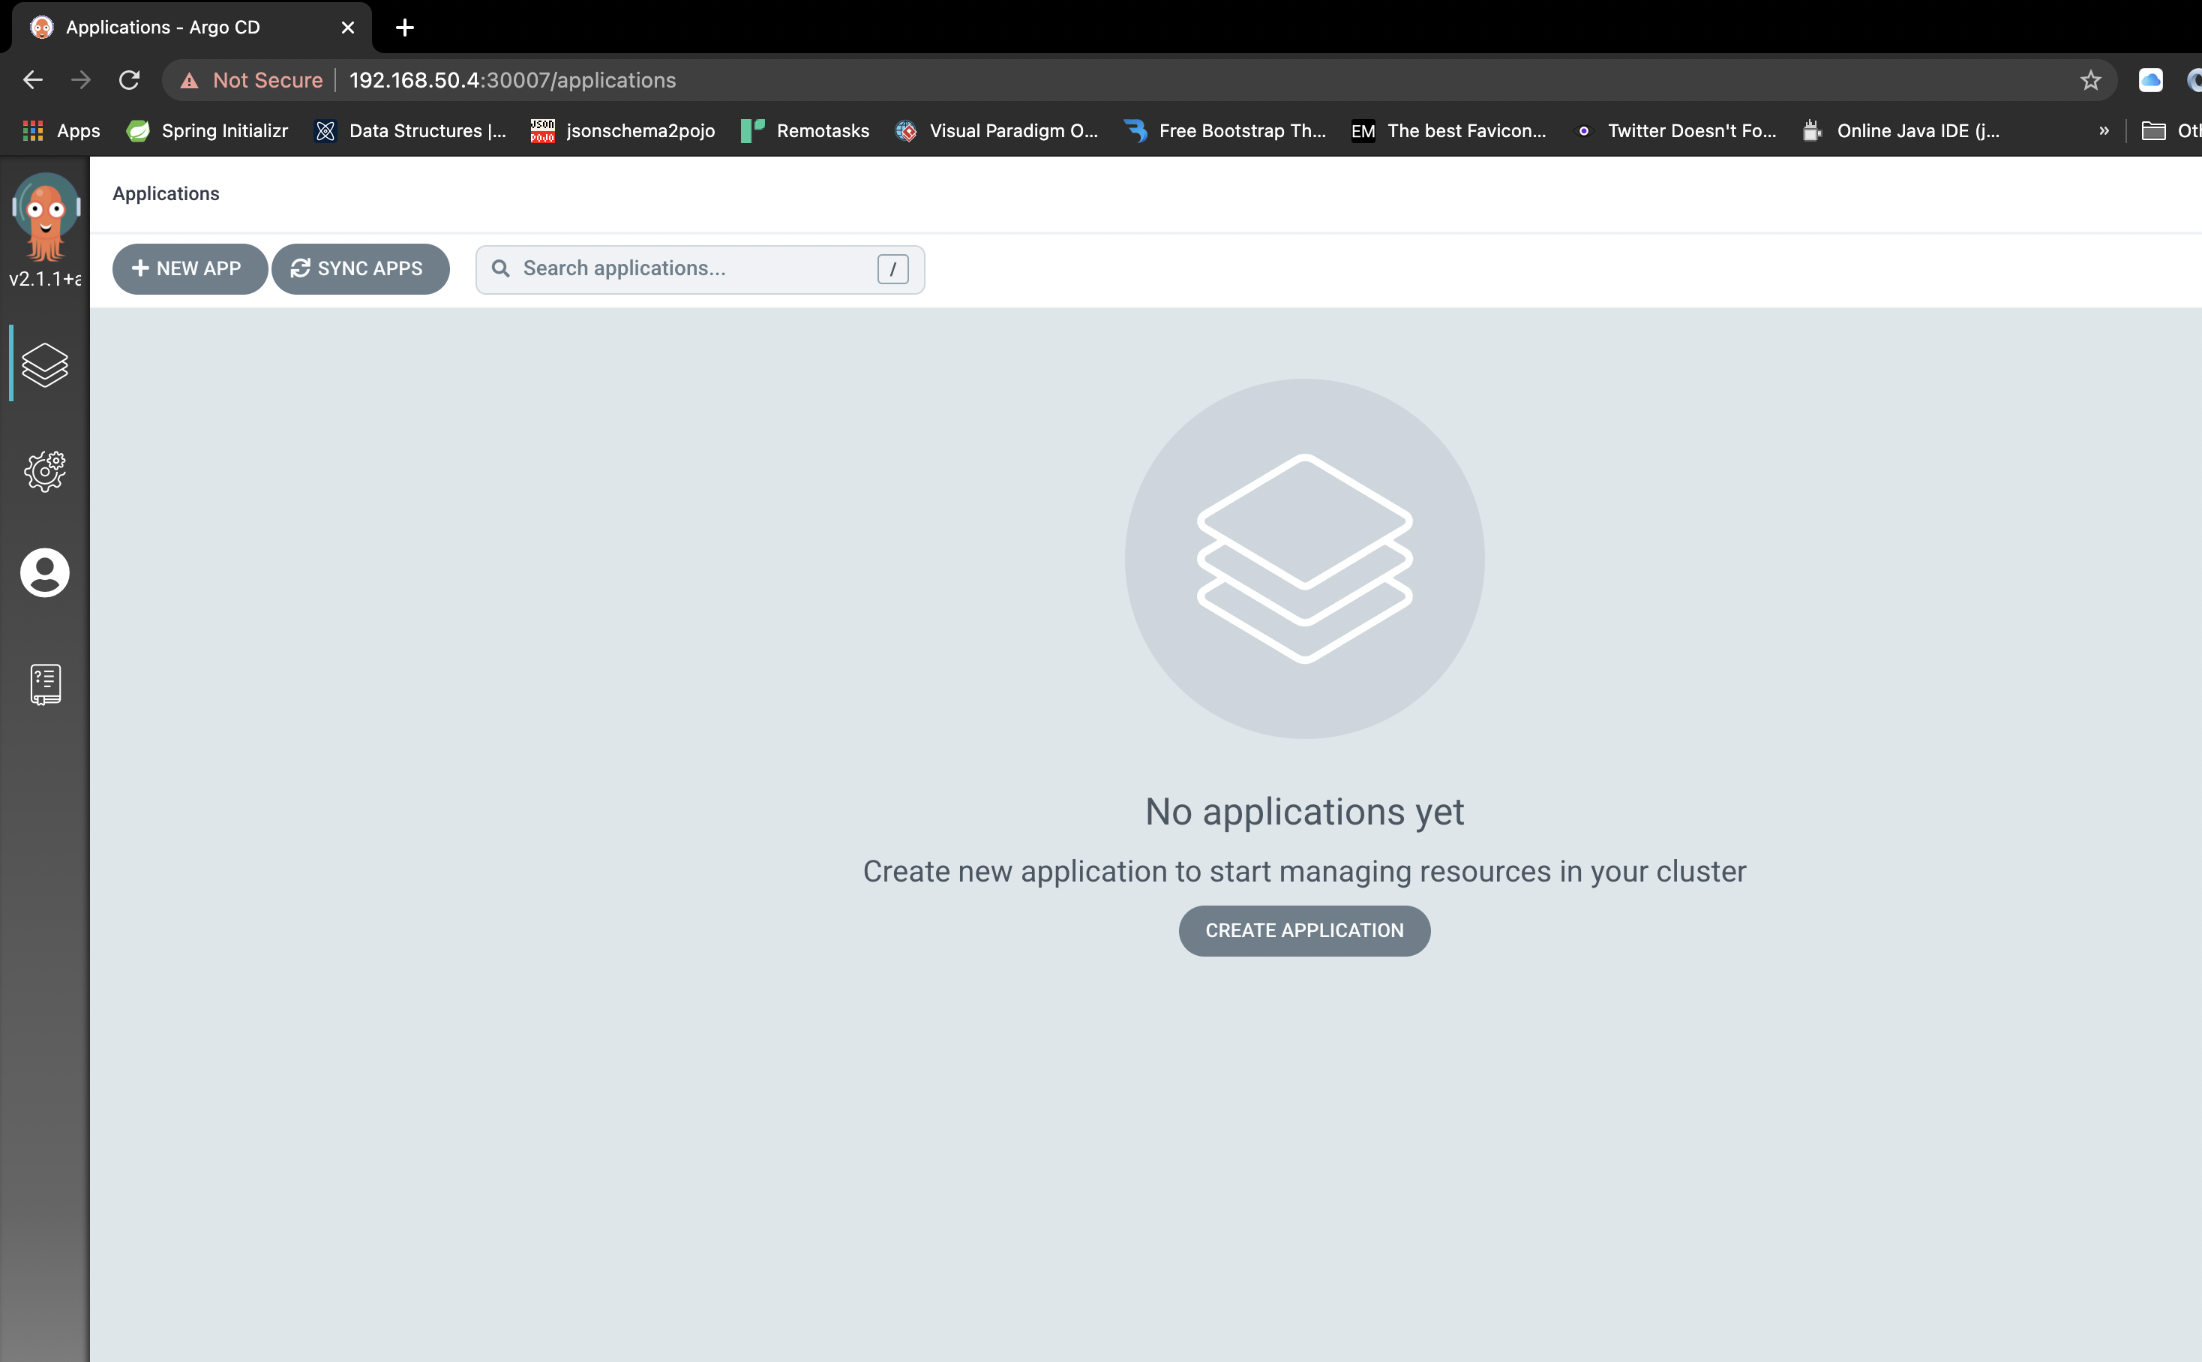 Applications - Argo CD
Not Secure 192.168.50.4:30007/applications
Apps Spring Initializr Data Structures |... JSON POJO jsonschema2pojo Remotasks Visual Paradigm O... Free Bootstrap Th... EM The best Favicon... Twitter Doesn't Fo... Online Java IDE (j... »
Applications
NEW APP SYNC APPS Search applications... /
v2.1.1+a
No applications yet
Create new application to start managing resources in your cluster
CREATE APPLICATION